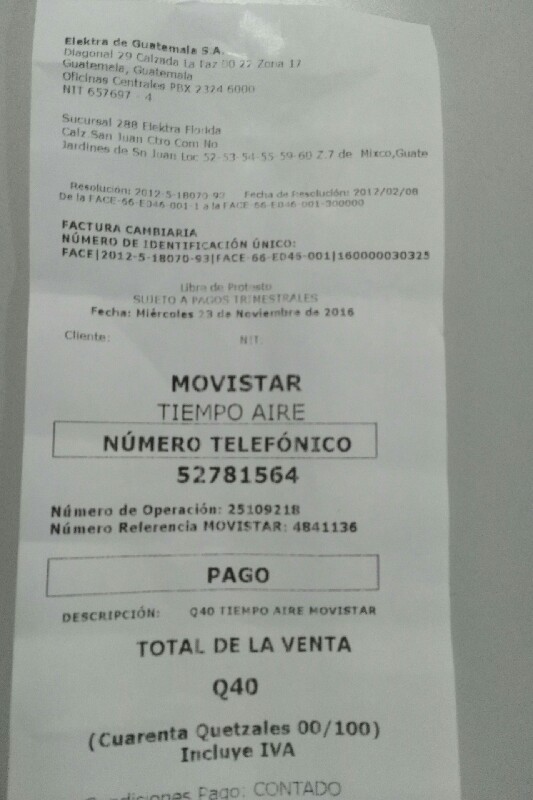 Elektra de Guatemala S.A.
Diagonal 29 Calzada La Paz 00 22 Zona 17
Guatemala, Guatemala
Oficinas Centrales PBX 2324 6000
NIT 657697 - 4
Sucursal 288 Elektra Florida
Calz San Juan Ctro Com No
Jardines de Sn Juan Loc 52-53-54-55-59-60 Z.7 de Mixco,Guate
Resolución: 2012-5-18070-93 Fecha de Resolución: 2012/02/08
De la FACE-66-ED46-001-1 a la FACE-66-ED46-001-300000
FACTURA CAMBIARIA
NÚMERO DE IDENTIFICACIÓN ÚNICO:
FACE|2012-5-18070-93|FACE-66-ED46-001|160000030325
Libre de Protesto
SUJETO A PAGOS TRIMESTRALES
Fecha: Miércoles 23 de Noviembre de 2016
Cliente: NIT
MOVISTAR
TIEMPO AIRE
NÚMERO TELEFÓNICO
52781564
Número de Operación: 25109218
Número Referencia MOVISTAR: 4841136
PAGO
DESCRIPCIÓN: Q40 TIEMPO AIRE MOVISTAR
TOTAL DE LA VENTA
Q40
(Cuarenta Quetzales 00/100)
Incluye IVA
Condiciones Pago: CONTADO